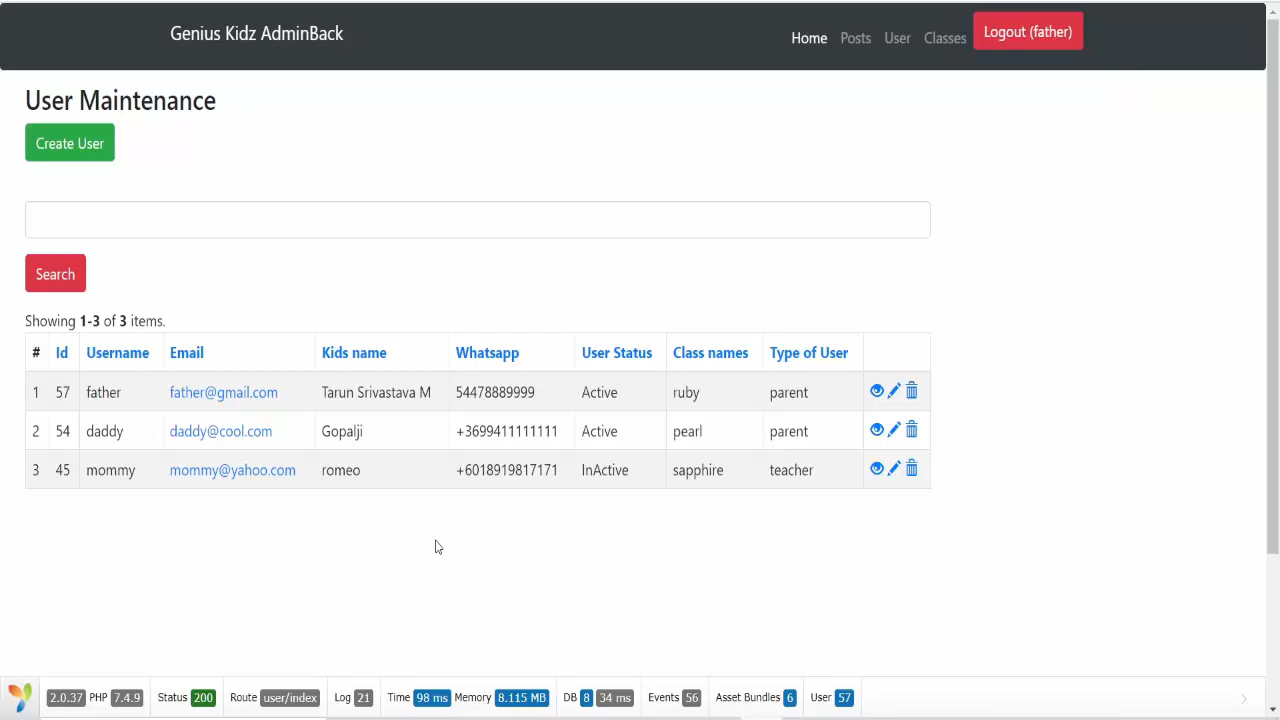 Genius Kidz AdminBack Home Posts User Classes Logout (father)
User Maintenance
Create User
Search
Showing 1-3 of 3 items.
# Id Username Email Kids name Whatsapp User Status Class names Type of User
1 57 father father@gmail.com Tarun Srivastava M 54478889999 Active ruby parent
2 54 daddy daddy@cool.com Gopalji +3699411111111 Active pearl parent
3 45 mommy mommy@yahoo.com romeo +6018919817171 InActive sapphire teacher
2.0.37 PHP 7.4.9 Status 200 Route user/index Log 21 Time 98 ms Memory 8.115 MB DB 8 34 ms Events 56 Asset Bundles 6 User 57